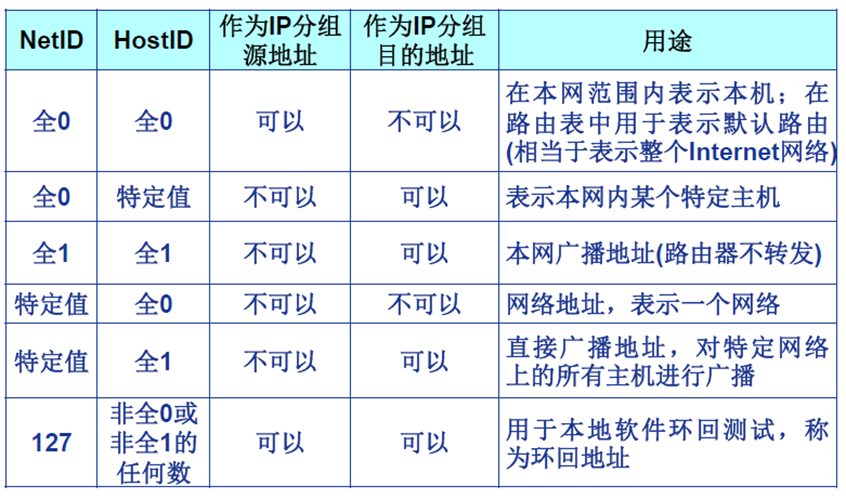 NetID HostID 作为IP分组源地址 作为IP分组目的地址 用途
全0 全0 可以 不可以 在本网范围内表示本机；在路由表中用于表示默认路由(相当于表示整个Internet网络)
全0 特定值 不可以 可以 表示本网内某个特定主机
全1 全1 不可以 可以 本网广播地址(路由器不转发)
特定值 全0 不可以 不可以 网络地址，表示一个网络
特定值 全1 不可以 可以 直接广播地址，对特定网络上的所有主机进行广播
127 非全0或非全1的任何数 可以 可以 用于本地软件环回测试，称为环回地址